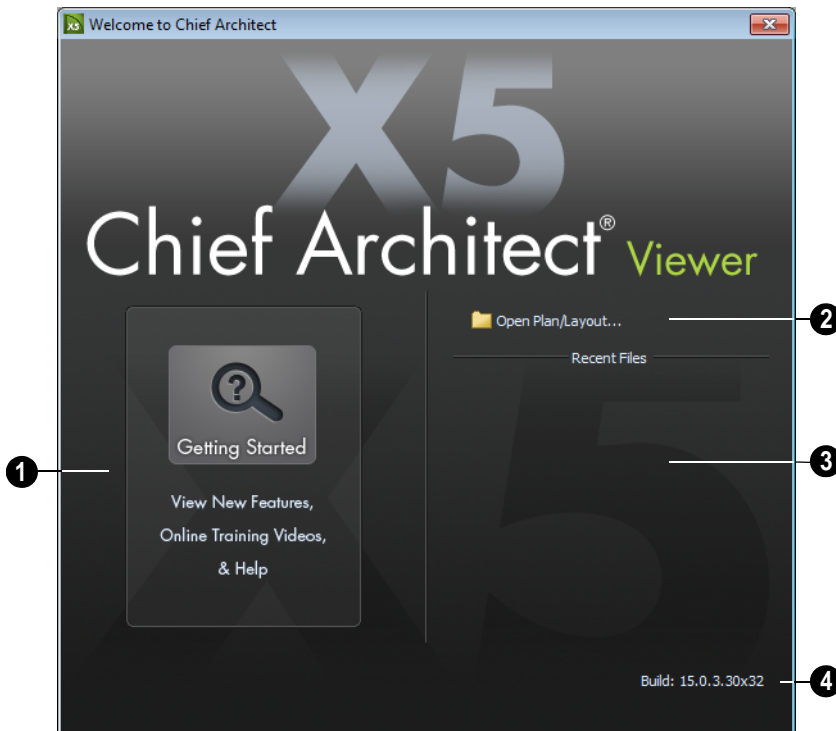 X5 Welcome to Chief Architect
X5
Chief Architect® Viewer
Open Plan/Layout...
2
Recent Files
Getting Started
1
3
View New Features,
Online Training Videos,
& Help
Build: 15.0.3.30x32
4